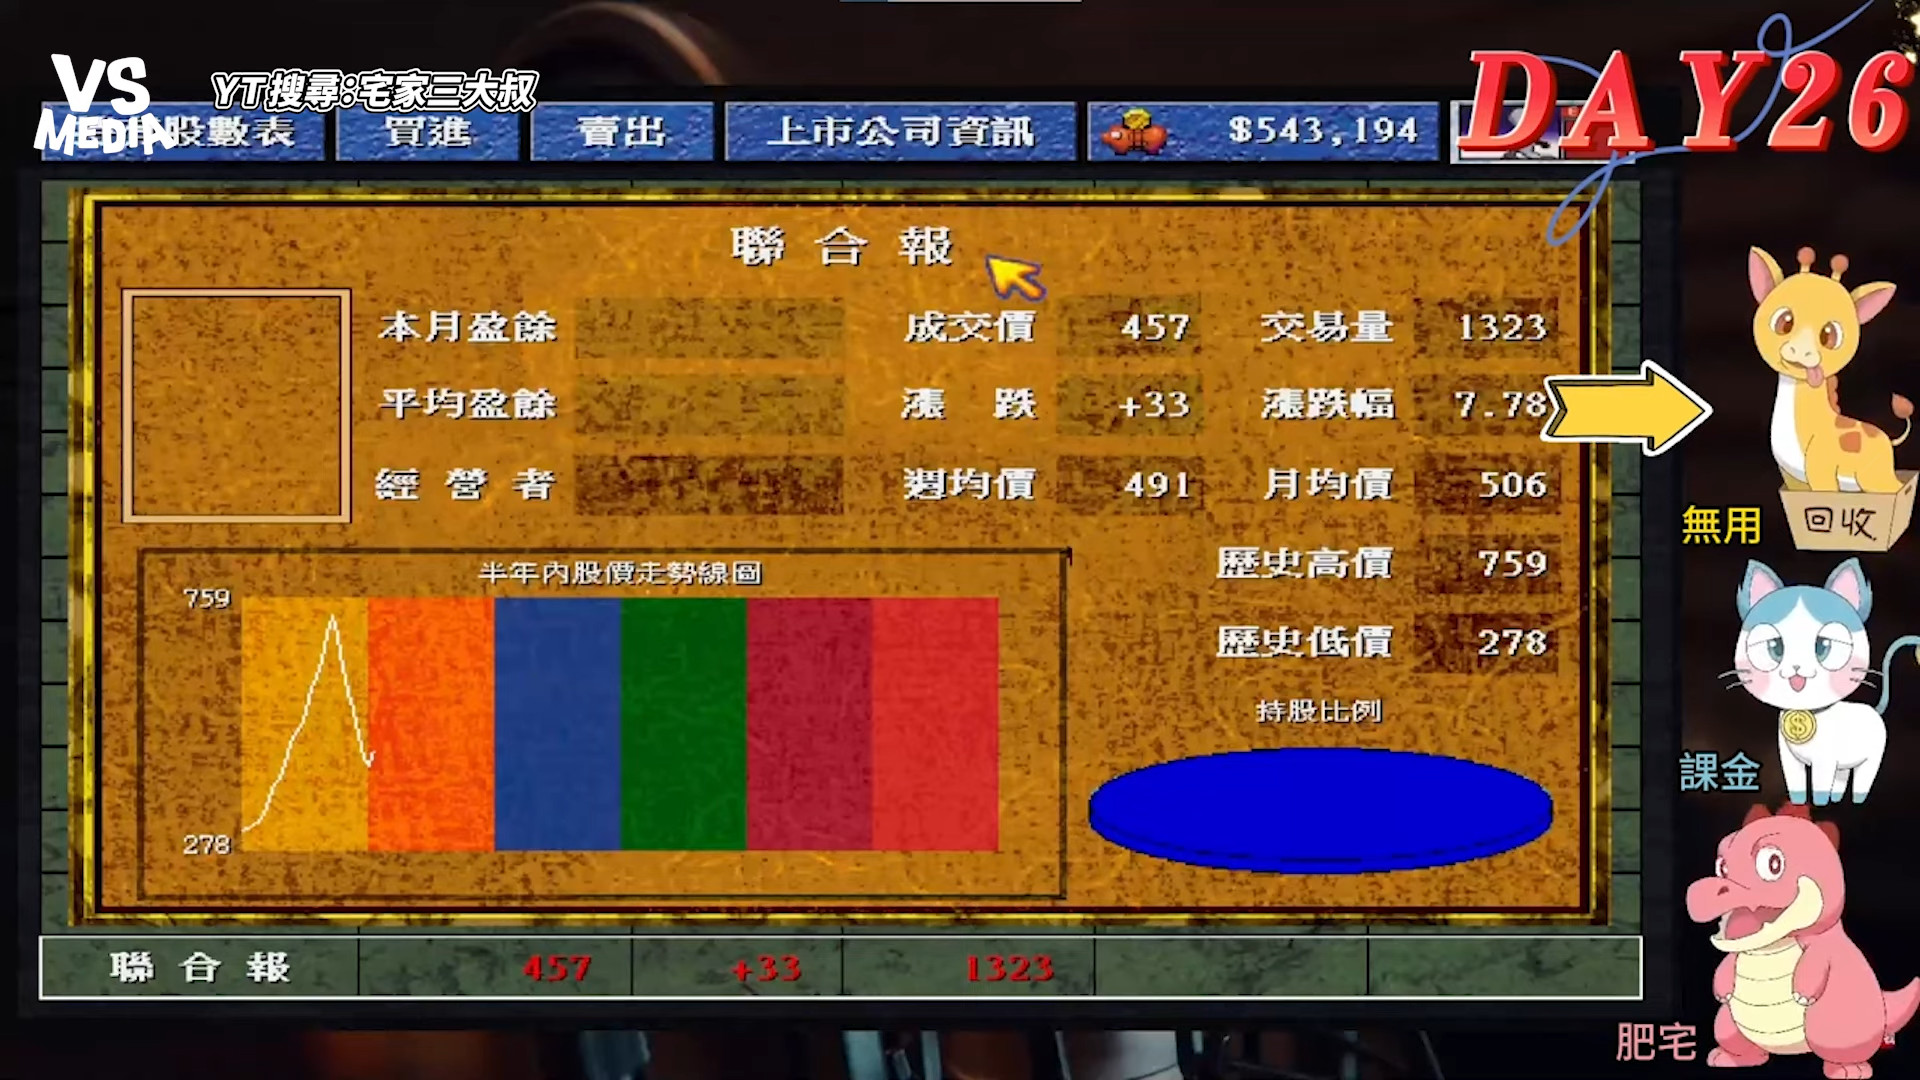 VS
MEDIA
YT搜尋:宅家三大叔
DAY26
股數表
買進
賣出
上市公司資訊
$543,194
聯合報
本月盈餘
成交價 457
交易量 1323
平均盈餘
漲跌 +33
漲跌幅 7.78
經營者
週均價 491
月均價 506
歷史高價 759
歷史低價 278
半年內股價走勢線圖
759
278
持股比例
聯合報 457 +33 1323
無用
回收
課金
$
肥宅